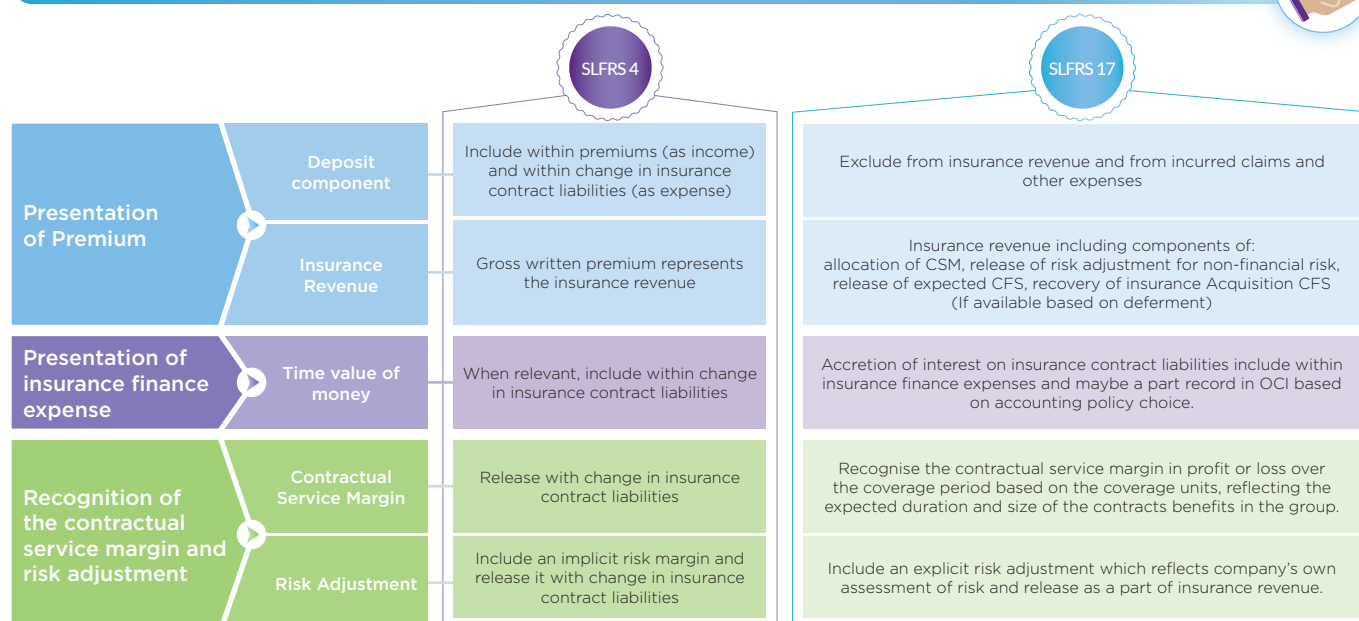 SLFRS 4
SLFRS 17
Presentation
of Premium
Deposit
component
Include within premiums (as income)
and within change in insurance
contract liabilities (as expense)
Exclude from insurance revenue and from incurred claims and
other expenses
Insurance
Revenue
Gross written premium represents
the insurance revenue
Insurance revenue including components of:
allocation of CSM, release of risk adjustment for non-financial risk,
release of expected CFS, recovery of insurance Acquisition CFS
(If available based on deferment)
Presentation of
insurance finance
expense
Time value of
money
When relevant, include within change
in insurance contract liabilities
Accretion of interest on insurance contract liabilities include within
insurance finance expenses and maybe a part record in OCI based
on accounting policy choice.
Recognition of
the contractual
service margin and
risk adjustment
Contractual
Service Margin
Release with change in insurance
contract liabilities
Recognise the contractual service margin in profit or loss over
the coverage period based on the coverage units, reflecting the
expected duration and size of the contracts benefits in the group.
Risk Adjustment
Include an implicit risk margin and
release it with change in insurance
contract liabilities
Include an explicit risk adjustment which reflects company's own
assessment of risk and release as a part of insurance revenue.